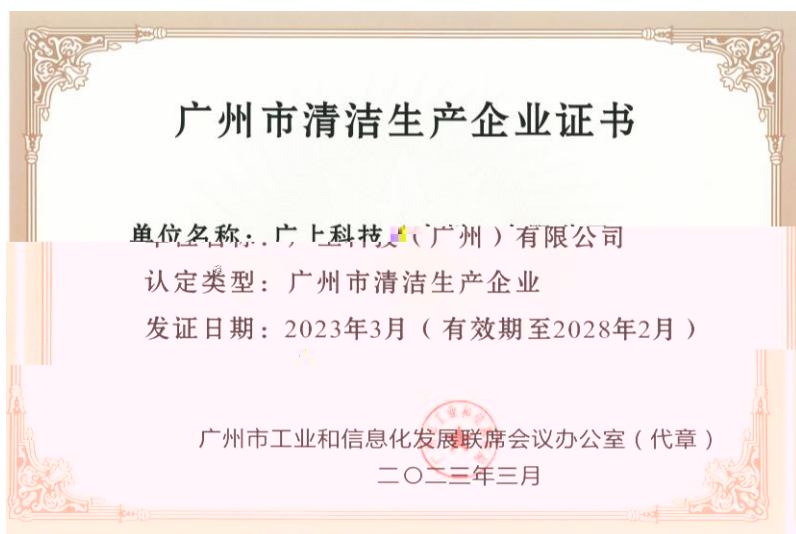 广州市清洁生产企业证书
单位名称：广上科技（广州）有限公司
认定类型：广州市清洁生产企业
发证日期：2023年3月（有效期至2028年2月）
广州市工业和信息化发展联席会议办公室（代章）
二〇二三年三月